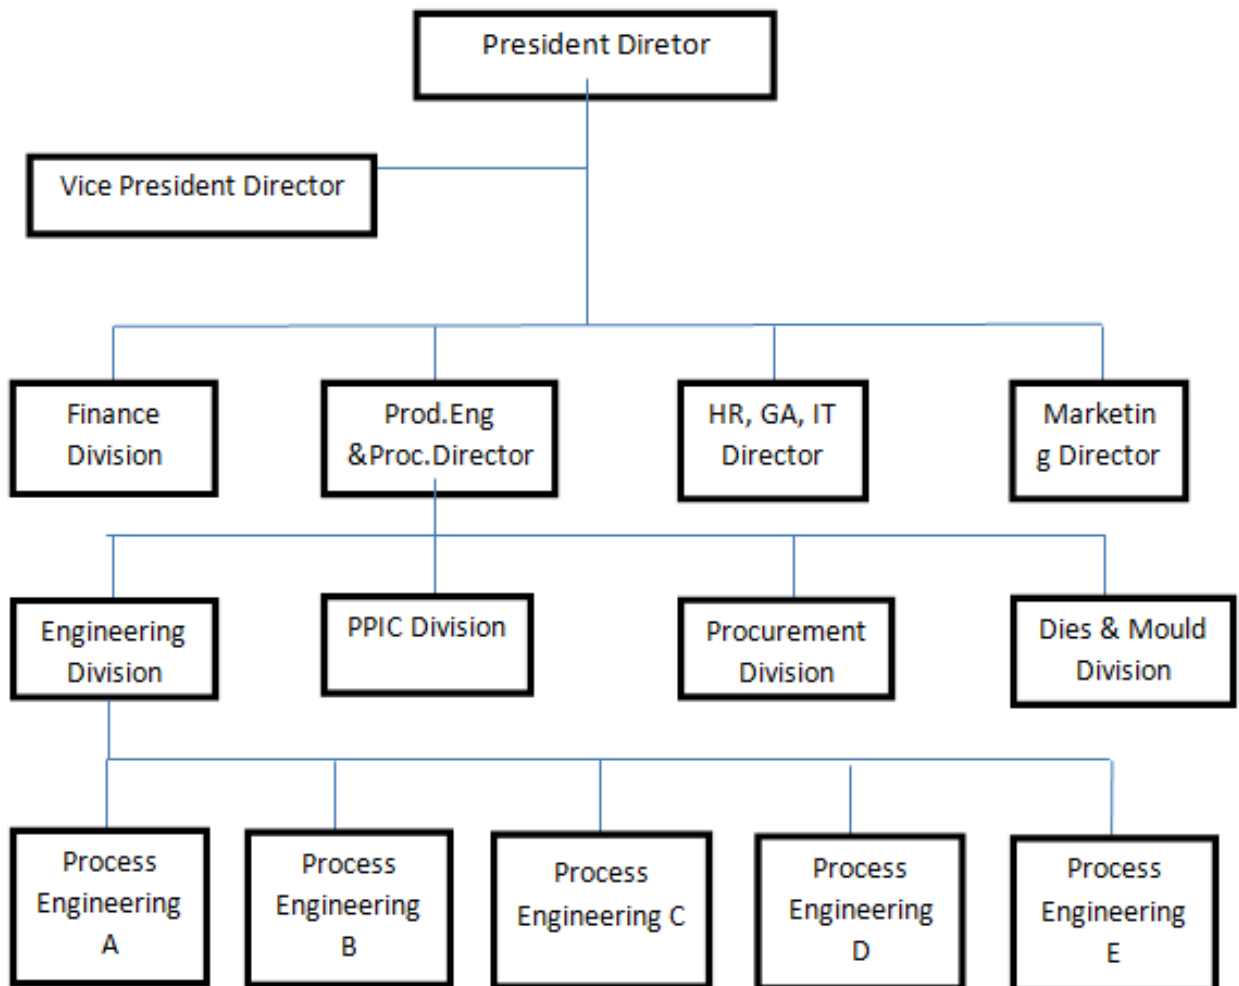 President Diretor
Vice President Director
Finance
Division
Prod.Eng
&Proc.Director
HR, GA, IT
Director
Marketin
g Director
Engineering
Division
PPIC Division
Procurement
Division
Dies & Mould
Division
Process
Engineering
A
Process
Engineering
B
Process
Engineering C
Process
Engineering
D
Process
Engineering
E